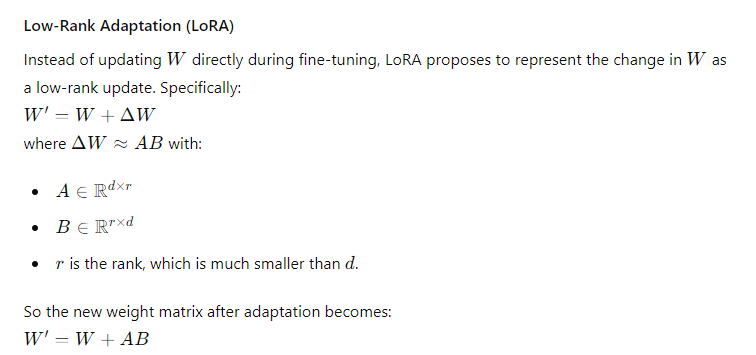 Low-Rank Adaptation (LoRA)
Instead of updating W directly during fine-tuning, LoRA proposes to represent the change in W as
a low-rank update. Specifically:
W′ = W + ΔW
where ΔW ≈ AB with:
• A ∈ ℝ^{d×r}
• B ∈ ℝ^{r×d}
• r is the rank, which is much smaller than d.
So the new weight matrix after adaptation becomes:
W′ = W + AB